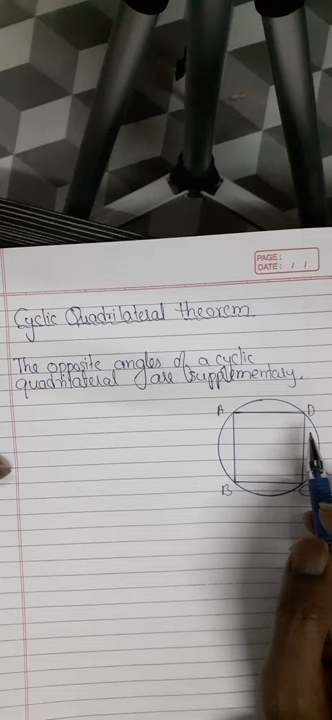 PAGE:
DATE: / /
Cyclic Quadrilateral theorem
The opposite angles of a cyclic
quadrilateral are supplementary.
A D
B C